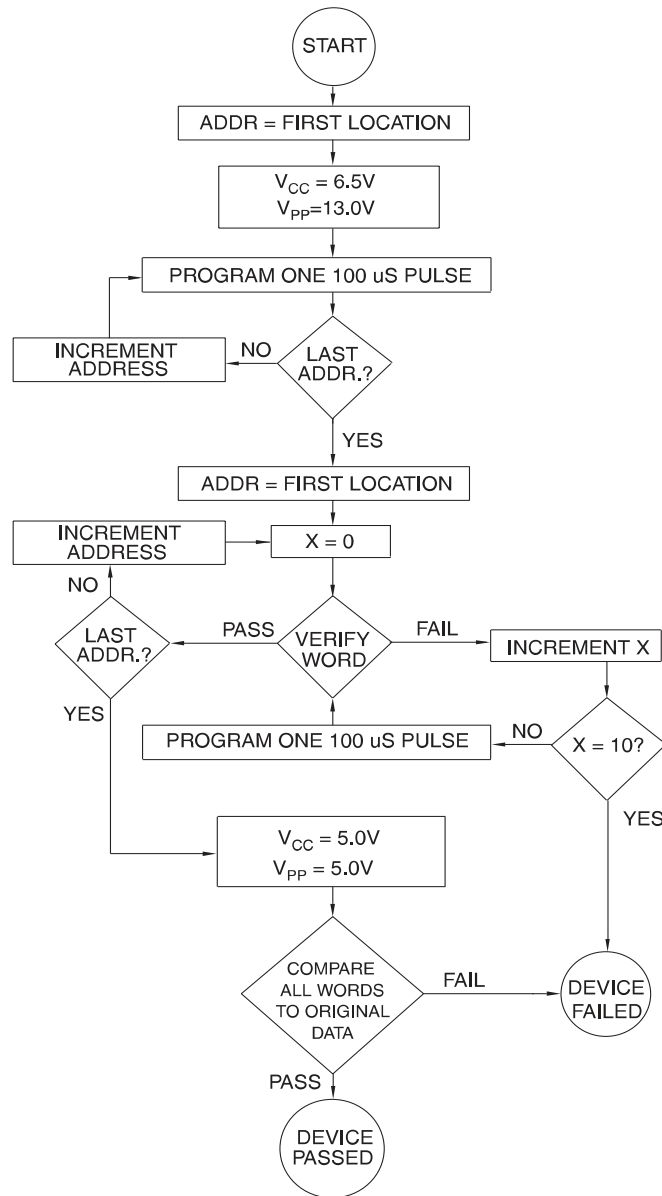 START
ADDR = FIRST LOCATION
VCC = 6.5V
VPP=13.0V
PROGRAM ONE 100 uS PULSE
INCREMENT
ADDRESS
NO
LAST
ADDR.?
YES
ADDR = FIRST LOCATION
INCREMENT
ADDRESS
X = 0
NO
LAST
ADDR.?
PASS
VERIFY
WORD
FAIL
INCREMENT X
YES
PROGRAM ONE 100 uS PULSE
NO
X = 10?
YES
VCC = 5.0V
VPP = 5.0V
COMPARE
ALL WORDS
TO ORIGINAL
DATA
FAIL
DEVICE
FAILED
PASS
DEVICE
PASSED